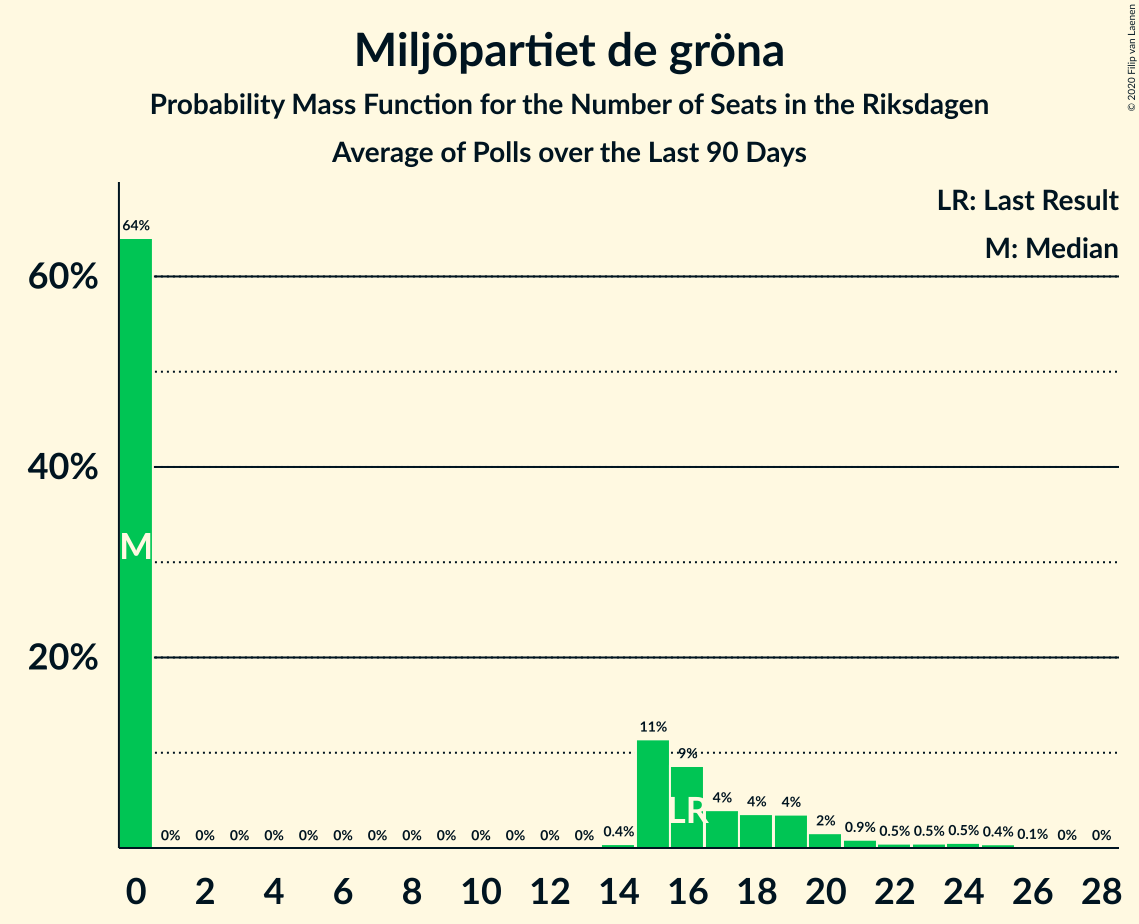 Miljöpartiet de gröna
Probability Mass Function for the Number of Seats in the Riksdagen
Average of Polls over the Last 90 Days
© 2020 Filip van Laenen
LR: Last Result
M: Median
60%
40%
20%
64%
M
0% 0% 0% 0% 0% 0% 0% 0% 0% 0% 0% 0% 0% 0.4% 11% 9% 4% 4% 4% 2% 0.9% 0.5% 0.5% 0.5% 0.4% 0.1% 0% 0%
LR
0 2 4 6 8 10 12 14 16 18 20 22 24 26 28